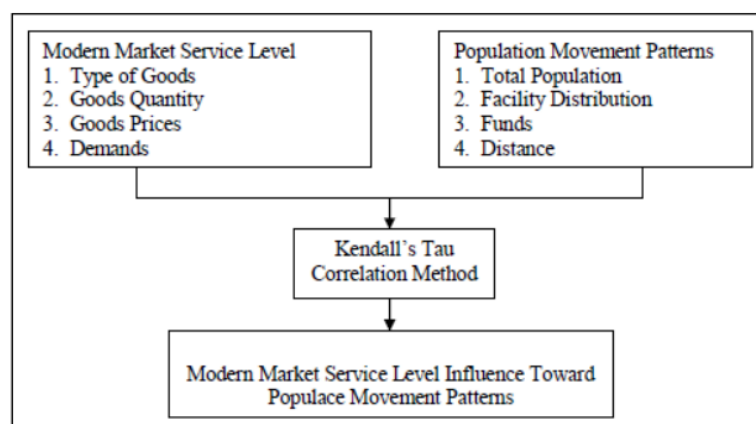 Modern Market Service Level
1. Type of Goods
2. Goods Quantity
3. Goods Prices
4. Demands
Population Movement Patterns
1. Total Population
2. Facility Distribution
3. Funds
4. Distance
Kendall's Tau
Correlation Method
Modern Market Service Level Influence Toward
Populace Movement Patterns